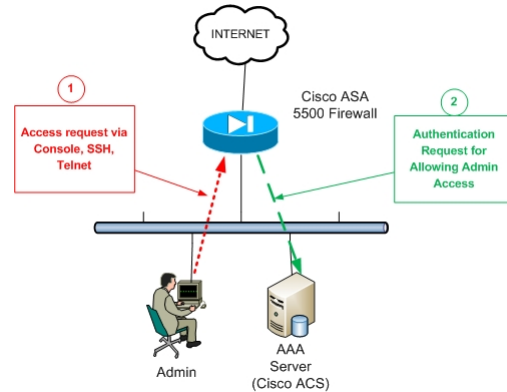 INTERNET
1
Access request via
Console, SSH,
Telnet
Cisco ASA
5500 Firewall
2
Authentication
Request for
Allowing Admin
Access
Admin
AAA
Server
(Cisco ACS)